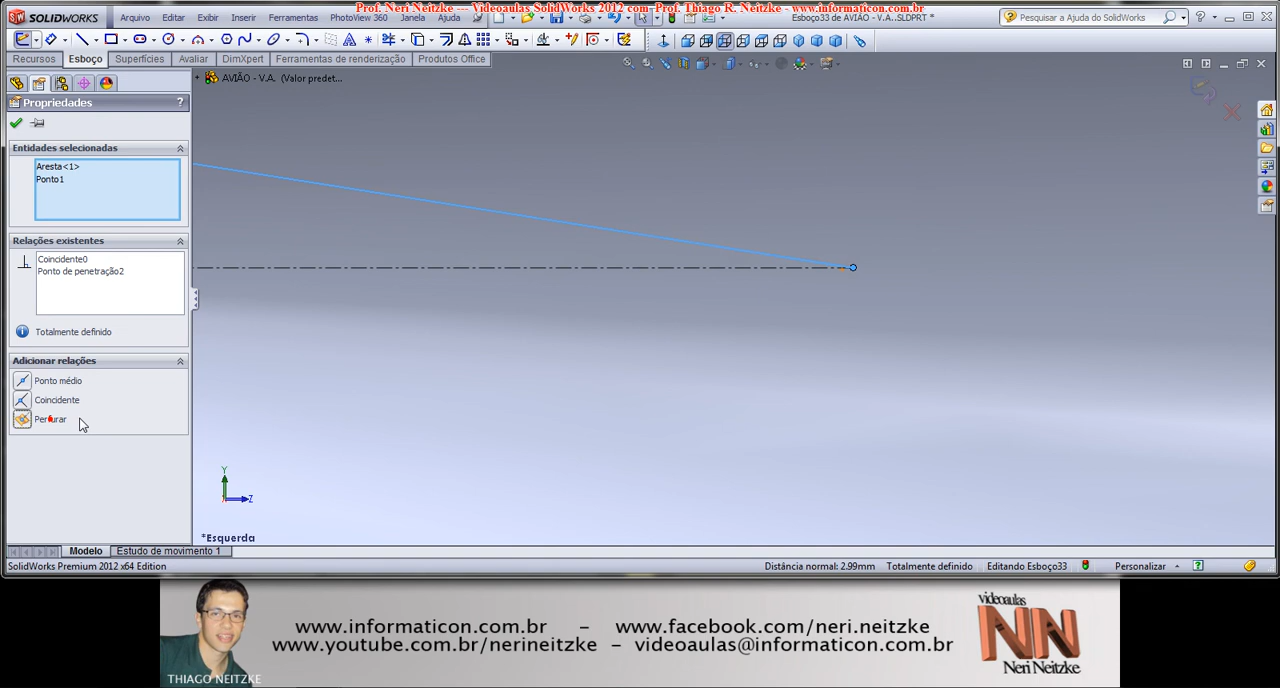 Prof. Neri Neitzke --- Videoaulas SolidWorks 2012 com Prof. Thiago R. Neitzke - www.informaticon.com.br
SOLIDWORKS
Arquivo Editar Exibir Inserir Ferramentas PhotoView 360 Janela Ajuda
Esboço33 de AVIÃO - V.A..SLDPRT *
Pesquisar a Ajuda do SolidWorks
Recursos Esboço Superfícies Avaliar DimXpert Ferramentas de renderização Produtos Office
AVIÃO - V.A. (Valor predet...
Propriedades ?
Entidades selecionadas
Aresta<1>
Ponto1
Relações existentes
Coincidente0
Ponto de penetração2
Totalmente definido
Adicionar relações
Ponto médio
Coincidente
Perfurar
Y
Z
*Esquerda
Modelo Estudo de movimento 1
SolidWorks Premium 2012 x64 Edition
Distância normal: 2.99mm Totalmente definido Editando Esboço33 Personalizar ?
www.informaticon.com.br - www.facebook.com/neri.neitzke
www.youtube.com.br/nerineitzke - videoaulas@informaticon.com.br
THIAGO NEITZKE
videoaulas
NN
Neri Neitzke